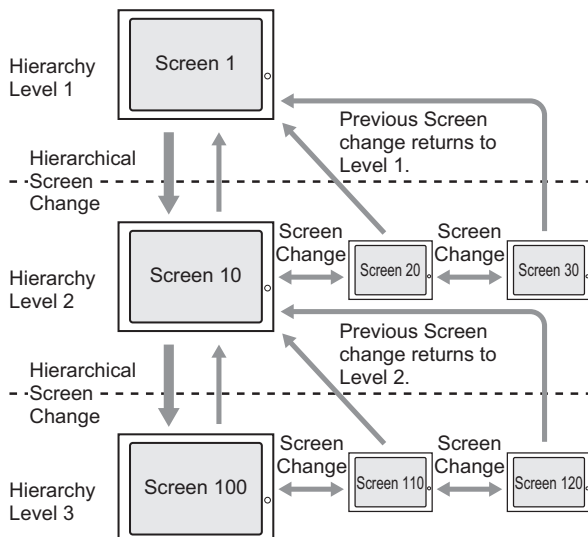 Hierarchy
Level 1
Screen 1
Previous Screen
change returns to
Level 1.
Hierarchical
Screen
Change
Hierarchy
Level 2
Screen 10
Screen
Change
Screen 20
Screen
Change
Screen 30
Previous Screen
change returns to
Level 2.
Hierarchical
Screen
Change
Hierarchy
Level 3
Screen 100
Screen
Change
Screen 110
Screen
Change
Screen 120